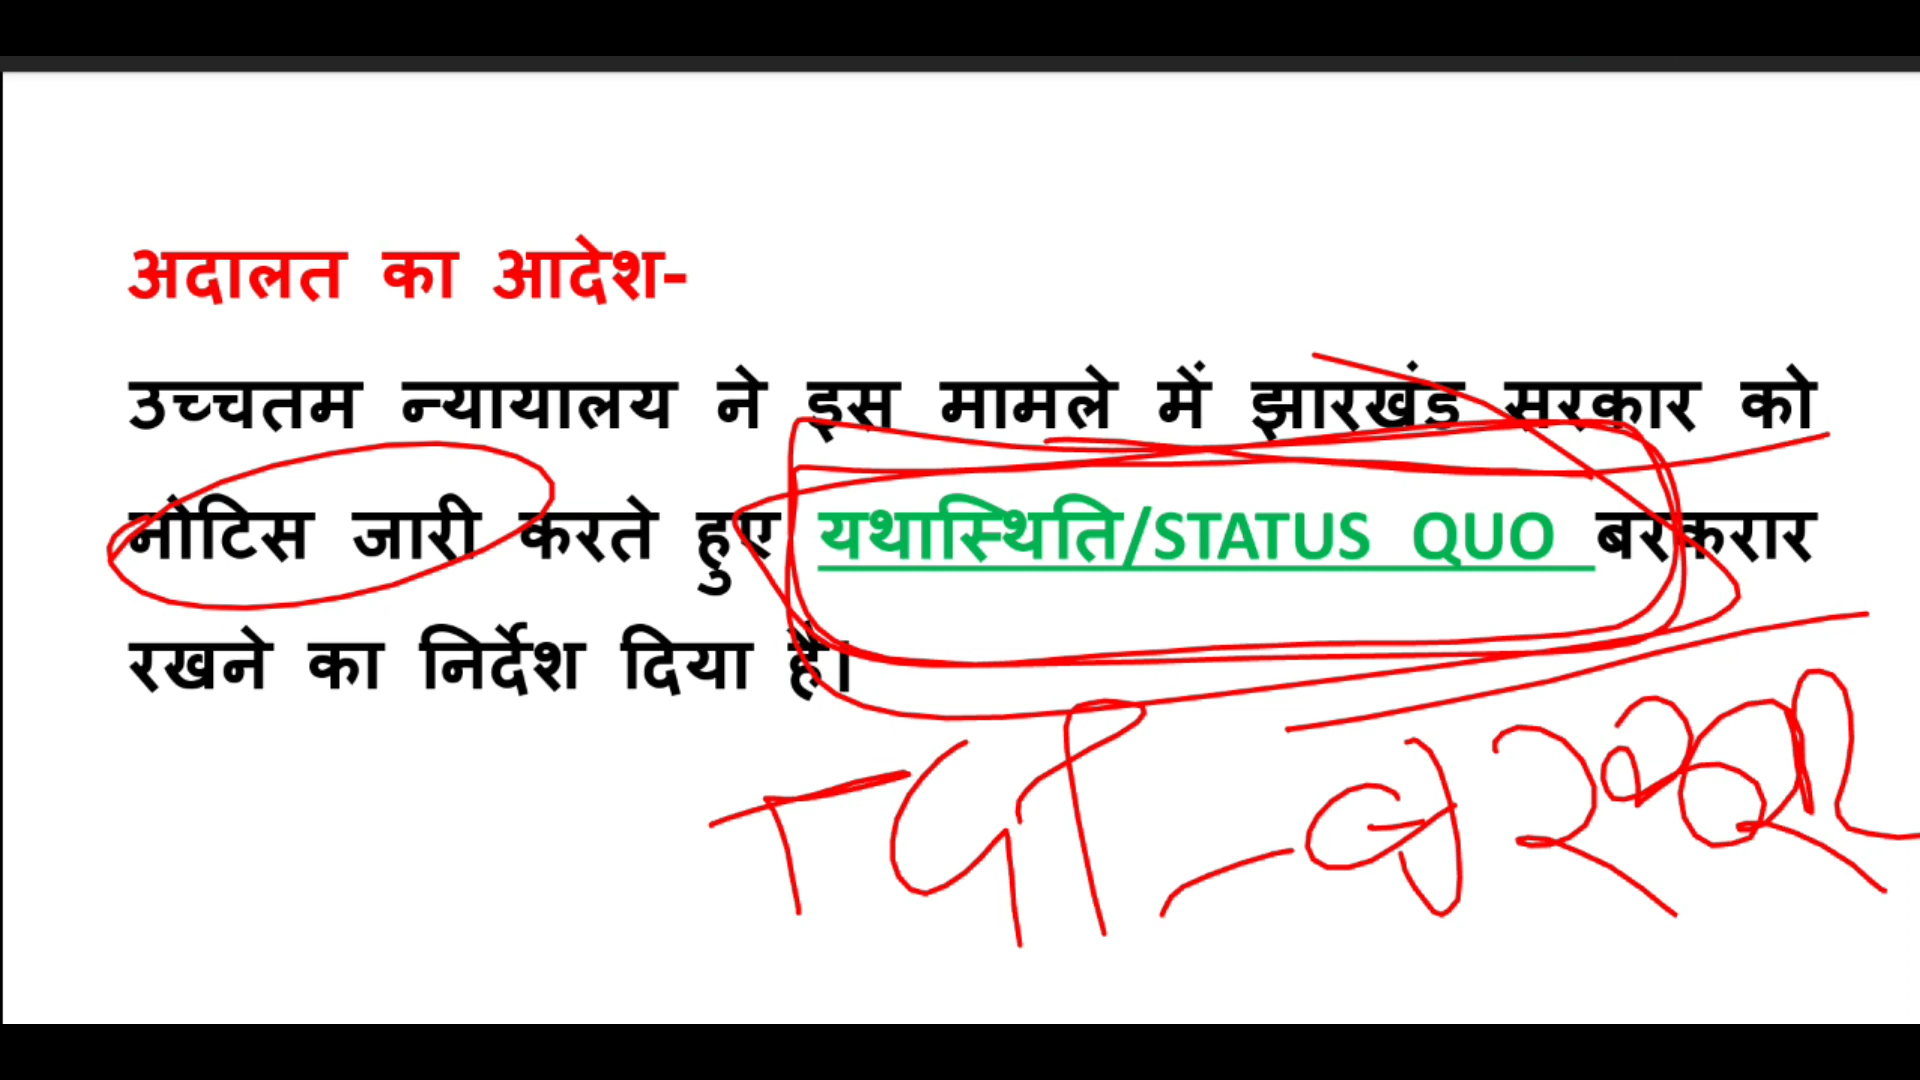 अदालत का आदेश-
उच्चतम न्यायालय ने इस मामले में झारखंड सरकार को
नोटिस जारी करते हुए यथास्थिति/STATUS QUO बरकरार
रखने का निर्देश दिया है।